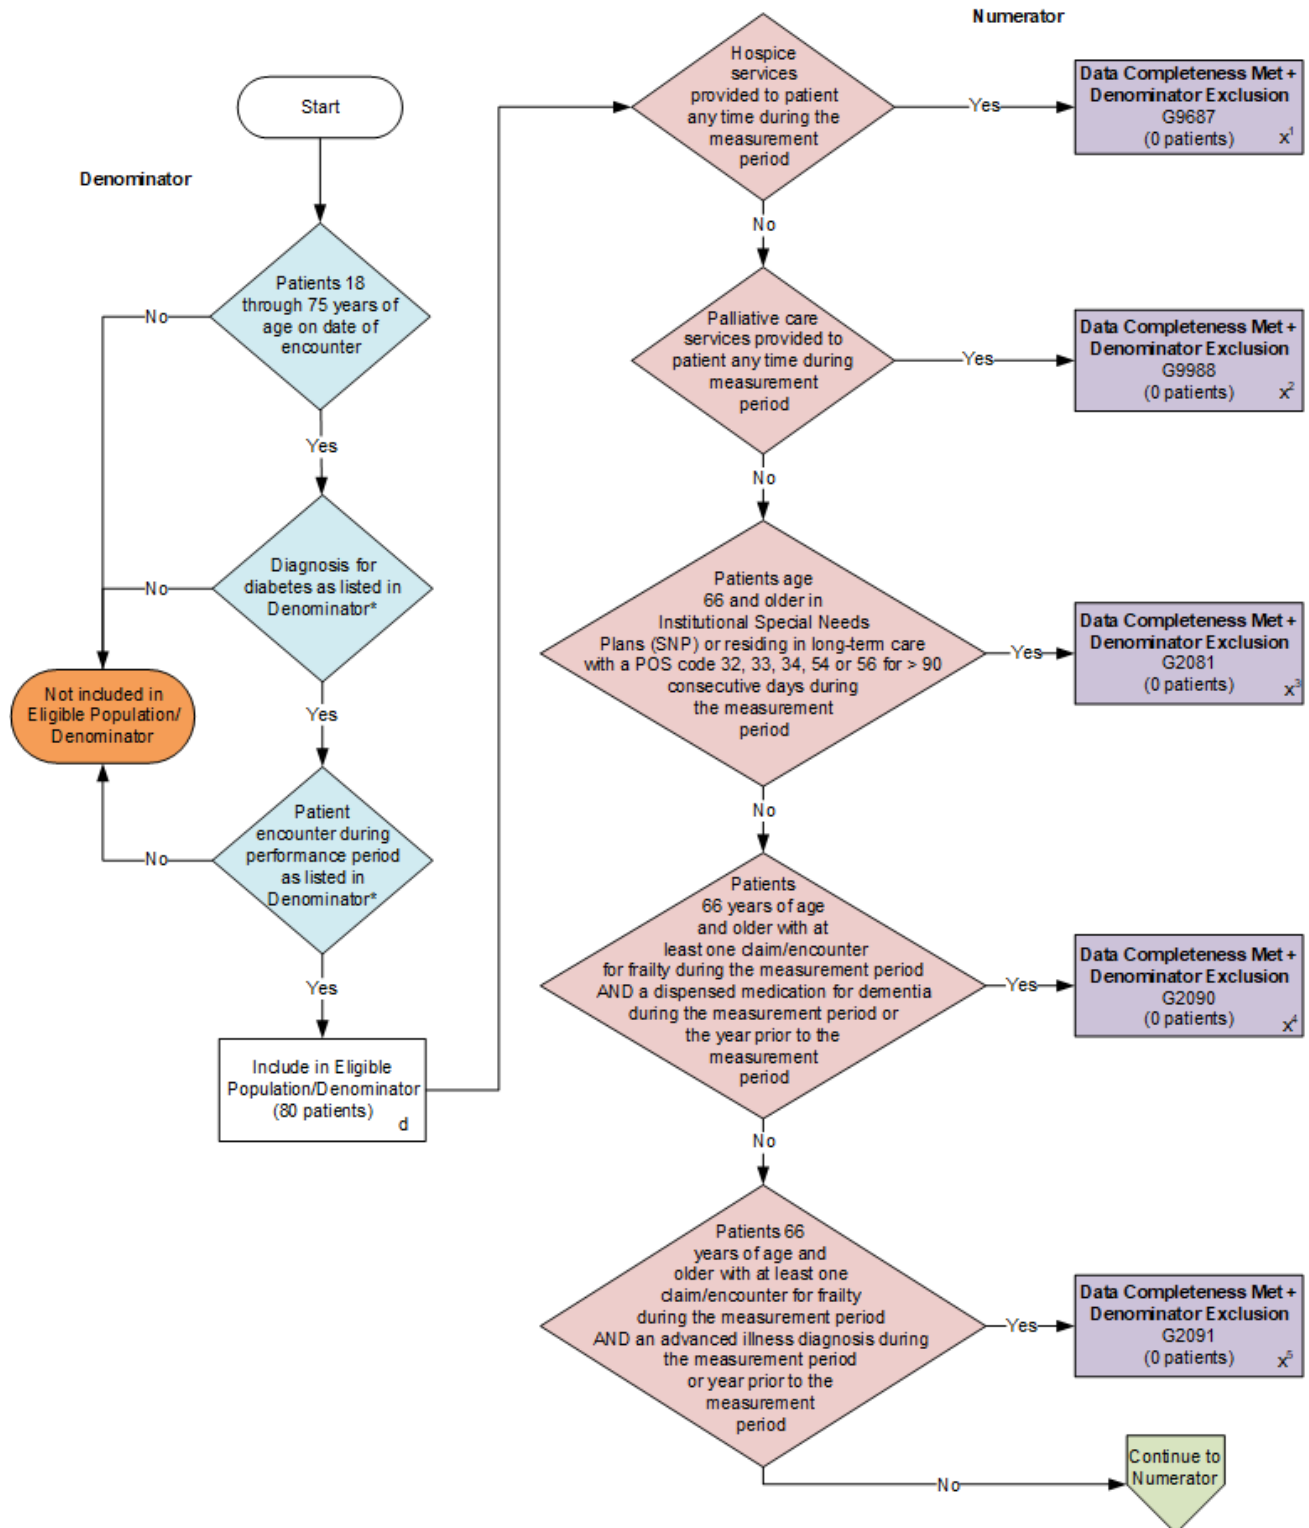 Numerator
Start
Denominator
Patients 18
through 75 years of
age on date of
encounter
No
Yes
Diagnosis for
diabetes as listed in
Denominator*
No
Yes
Not included in
Eligible Population/
Denominator
Patient
encounter during
performance period
as listed in
Denominator*
No
Yes
Include in Eligible
Population/Denominator
(80 patients)
d
Hospice
services
provided to patient
any time during the
measurement
period
Yes
Data Completeness Met +
Denominator Exclusion
G9687
(0 patients) x¹
No
Palliative care
services provided to
patient any time during
measurement
period
Yes
Data Completeness Met +
Denominator Exclusion
G9988
(0 patients) x²
No
Patients age
66 and older in
Institutional Special Needs
Plans (SNP) or residing in long-term care
with a POS code 32, 33, 34, 54 or 56 for > 90
consecutive days during
the measurement
period
Yes
Data Completeness Met +
Denominator Exclusion
G2081
(0 patients) x³
No
Patients
66 years of age
and older with at
least one claim/encounter
for frailty during the measurement period
AND a dispensed medication for dementia
during the measurement period or
the year prior to the
measurement
period
Yes
Data Completeness Met +
Denominator Exclusion
G2090
(0 patients) x⁴
No
Patients 66
years of age and
older with at least one
claim/encounter for frailty
during the measurement period
AND an advanced illness diagnosis during
the measurement period
or year prior to the
measurement
period
Yes
Data Completeness Met +
Denominator Exclusion
G2091
(0 patients) x⁵
No
Continue to
Numerator